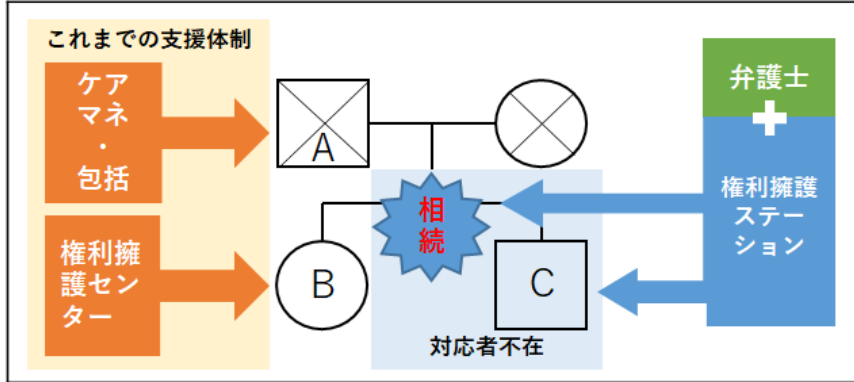 これまでの支援体制
ケア
マネ
・
包括
権利擁
護セン
ター
A
B
相
続
C
対応者不在
弁護士
権利擁護
ステー
ション